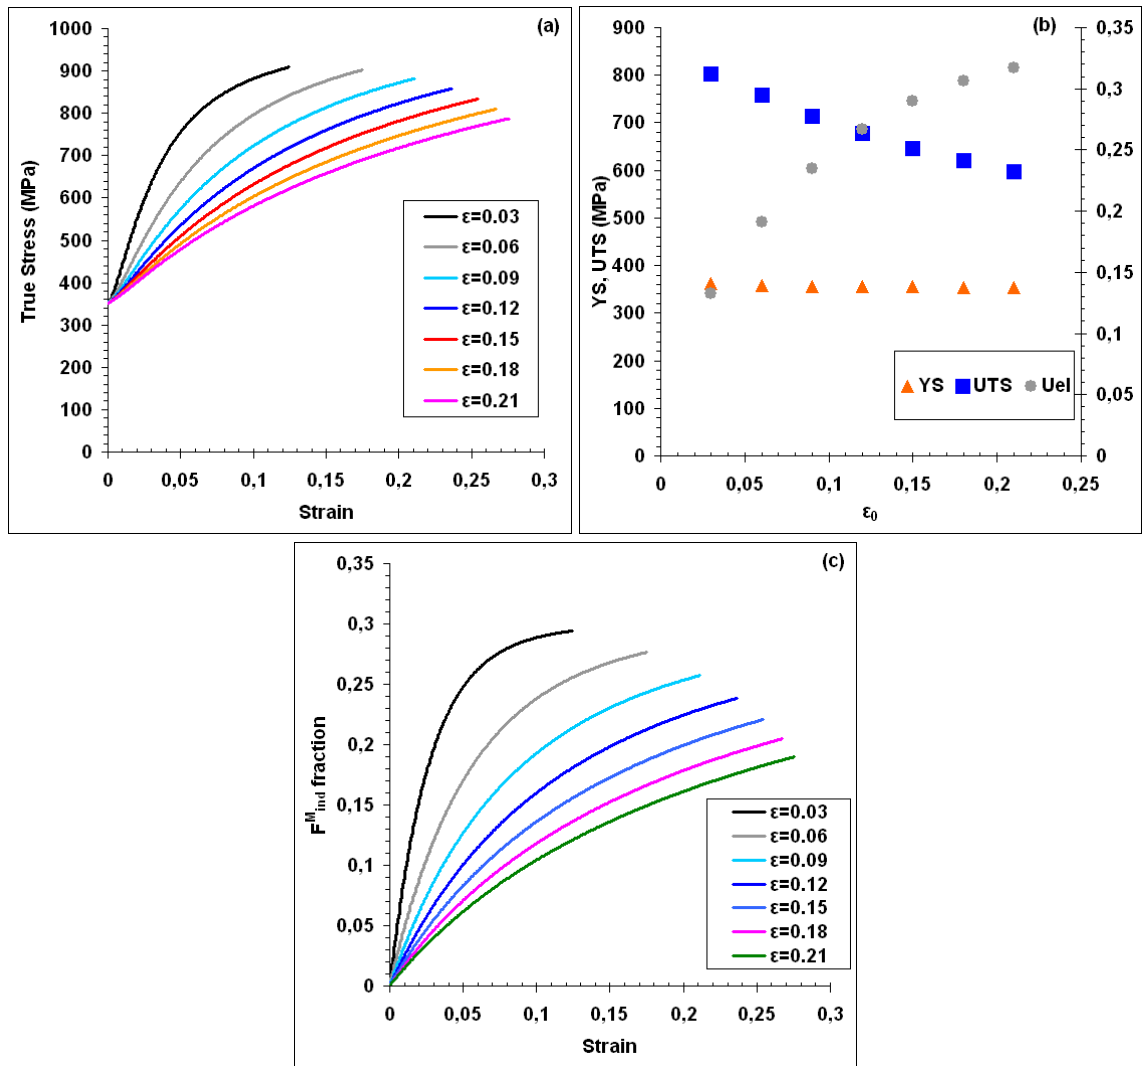 (a)
True Stress (MPa)
1000
900
800
700
600
500
400
300
200
100
0
0 0,05 0,1 0,15 0,2 0,25 0,3
Strain
ε=0.03
ε=0.06
ε=0.09
ε=0.12
ε=0.15
ε=0.18
ε=0.21
(b)
YS, UTS (MPa)
900
800
700
600
500
400
300
200
100
0
0,35
0,3
0,25
0,2
0,15
0,1
0,05
0
YS UTS Uel
0 0,05 0,1 0,15 0,2 0,25
ε0
(c)
F^M_ind fraction
0,35
0,3
0,25
0,2
0,15
0,1
0,05
0
0 0,05 0,1 0,15 0,2 0,25 0,3
Strain
ε=0.03
ε=0.06
ε=0.09
ε=0.12
ε=0.15
ε=0.18
ε=0.21